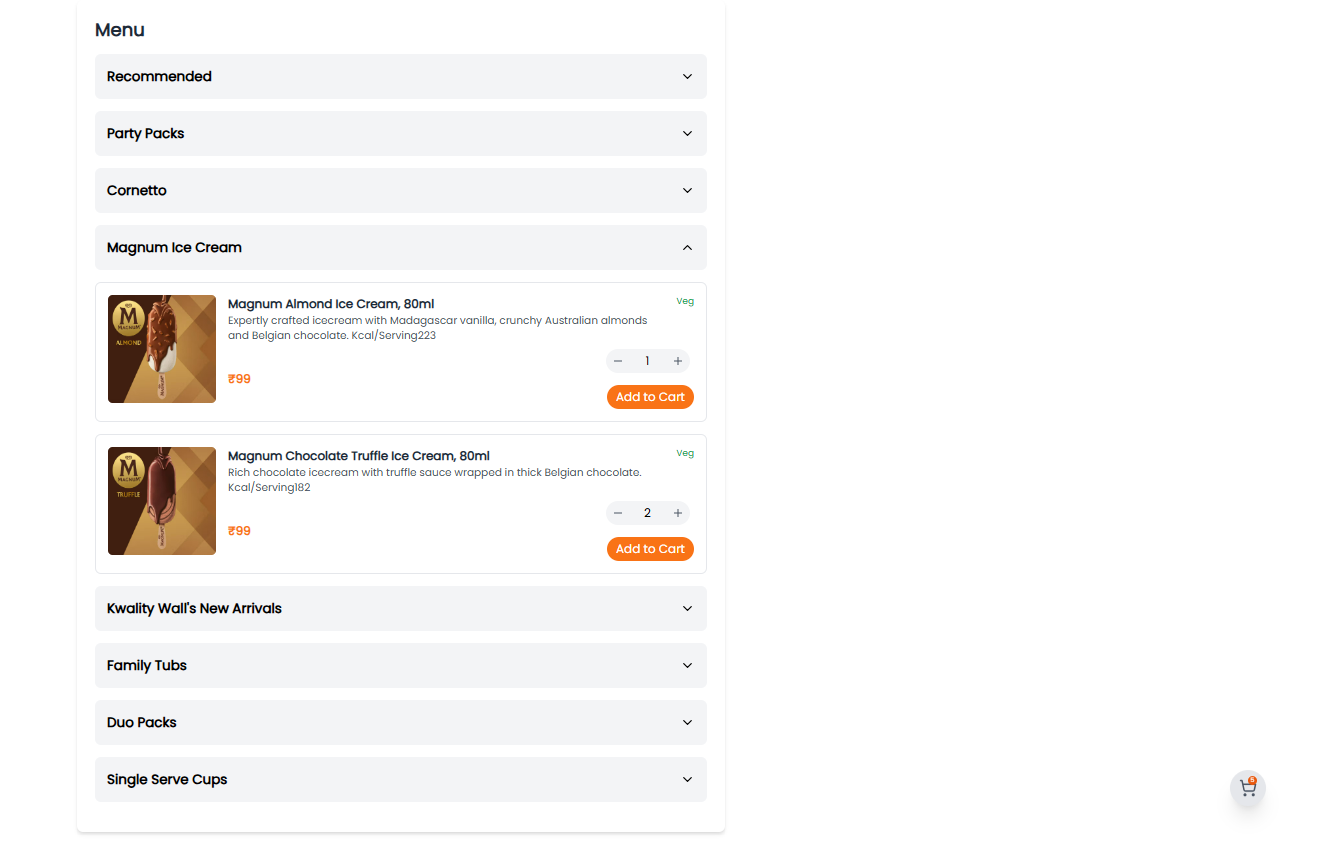 Menu
Recommended
Party Packs
Cornetto
Magnum Ice Cream
M
MAGNUM
ALMOND
Magnum Almond Ice Cream, 80ml
Veg
Expertly crafted icecream with Madagascar vanilla, crunchy Australian almonds
and Belgian chocolate. Kcal/Serving223
− 1 +
₹99
Add to Cart
M
MAGNUM
TRUFFLE
Magnum Chocolate Truffle Ice Cream, 80ml
Veg
Rich chocolate icecream with truffle sauce wrapped in thick Belgian chocolate.
Kcal/Serving182
− 2 +
₹99
Add to Cart
Kwality Wall's New Arrivals
Family Tubs
Duo Packs
Single Serve Cups
5